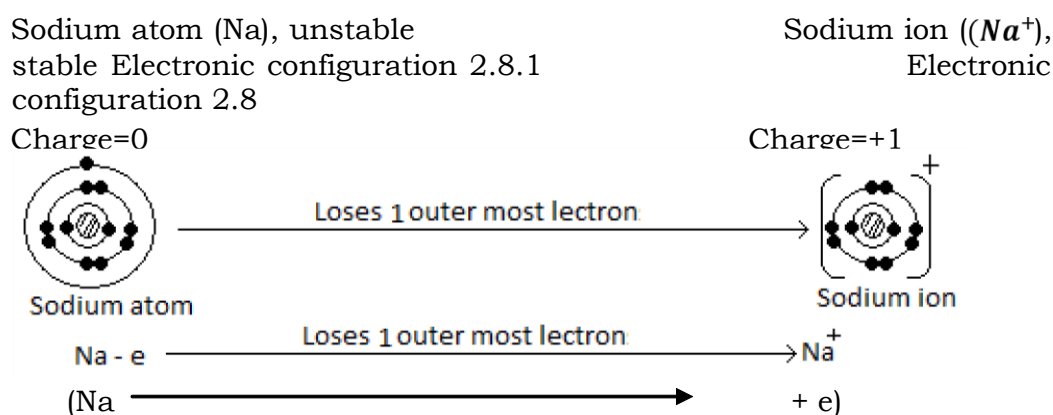 Sodium atom (Na), unstable Sodium ion ((Na⁺),
stable Electronic configuration 2.8.1 Electronic
configuration 2.8
Charge=0 Charge=+1
+
Loses 1 outer most lectron
Sodium atom Sodium ion
Loses 1 outer most lectron
Na - e Na⁺
(Na + e)